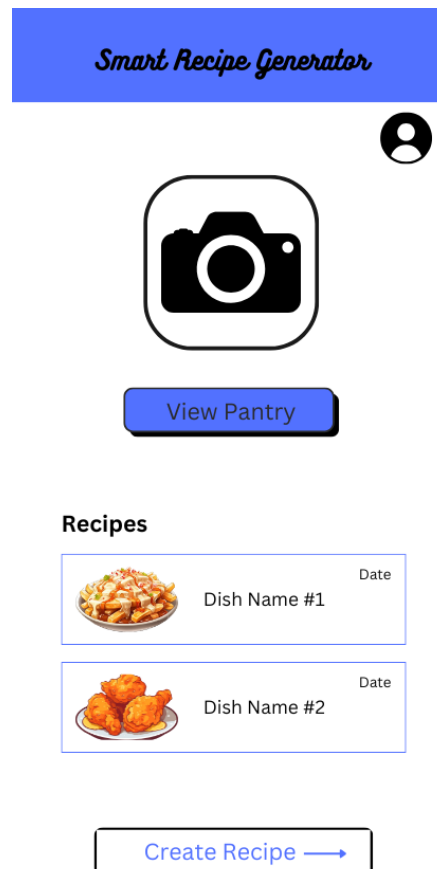 Smart Recipe Generator
View Pantry
Recipes
Date
Dish Name #1
Date
Dish Name #2
Create Recipe